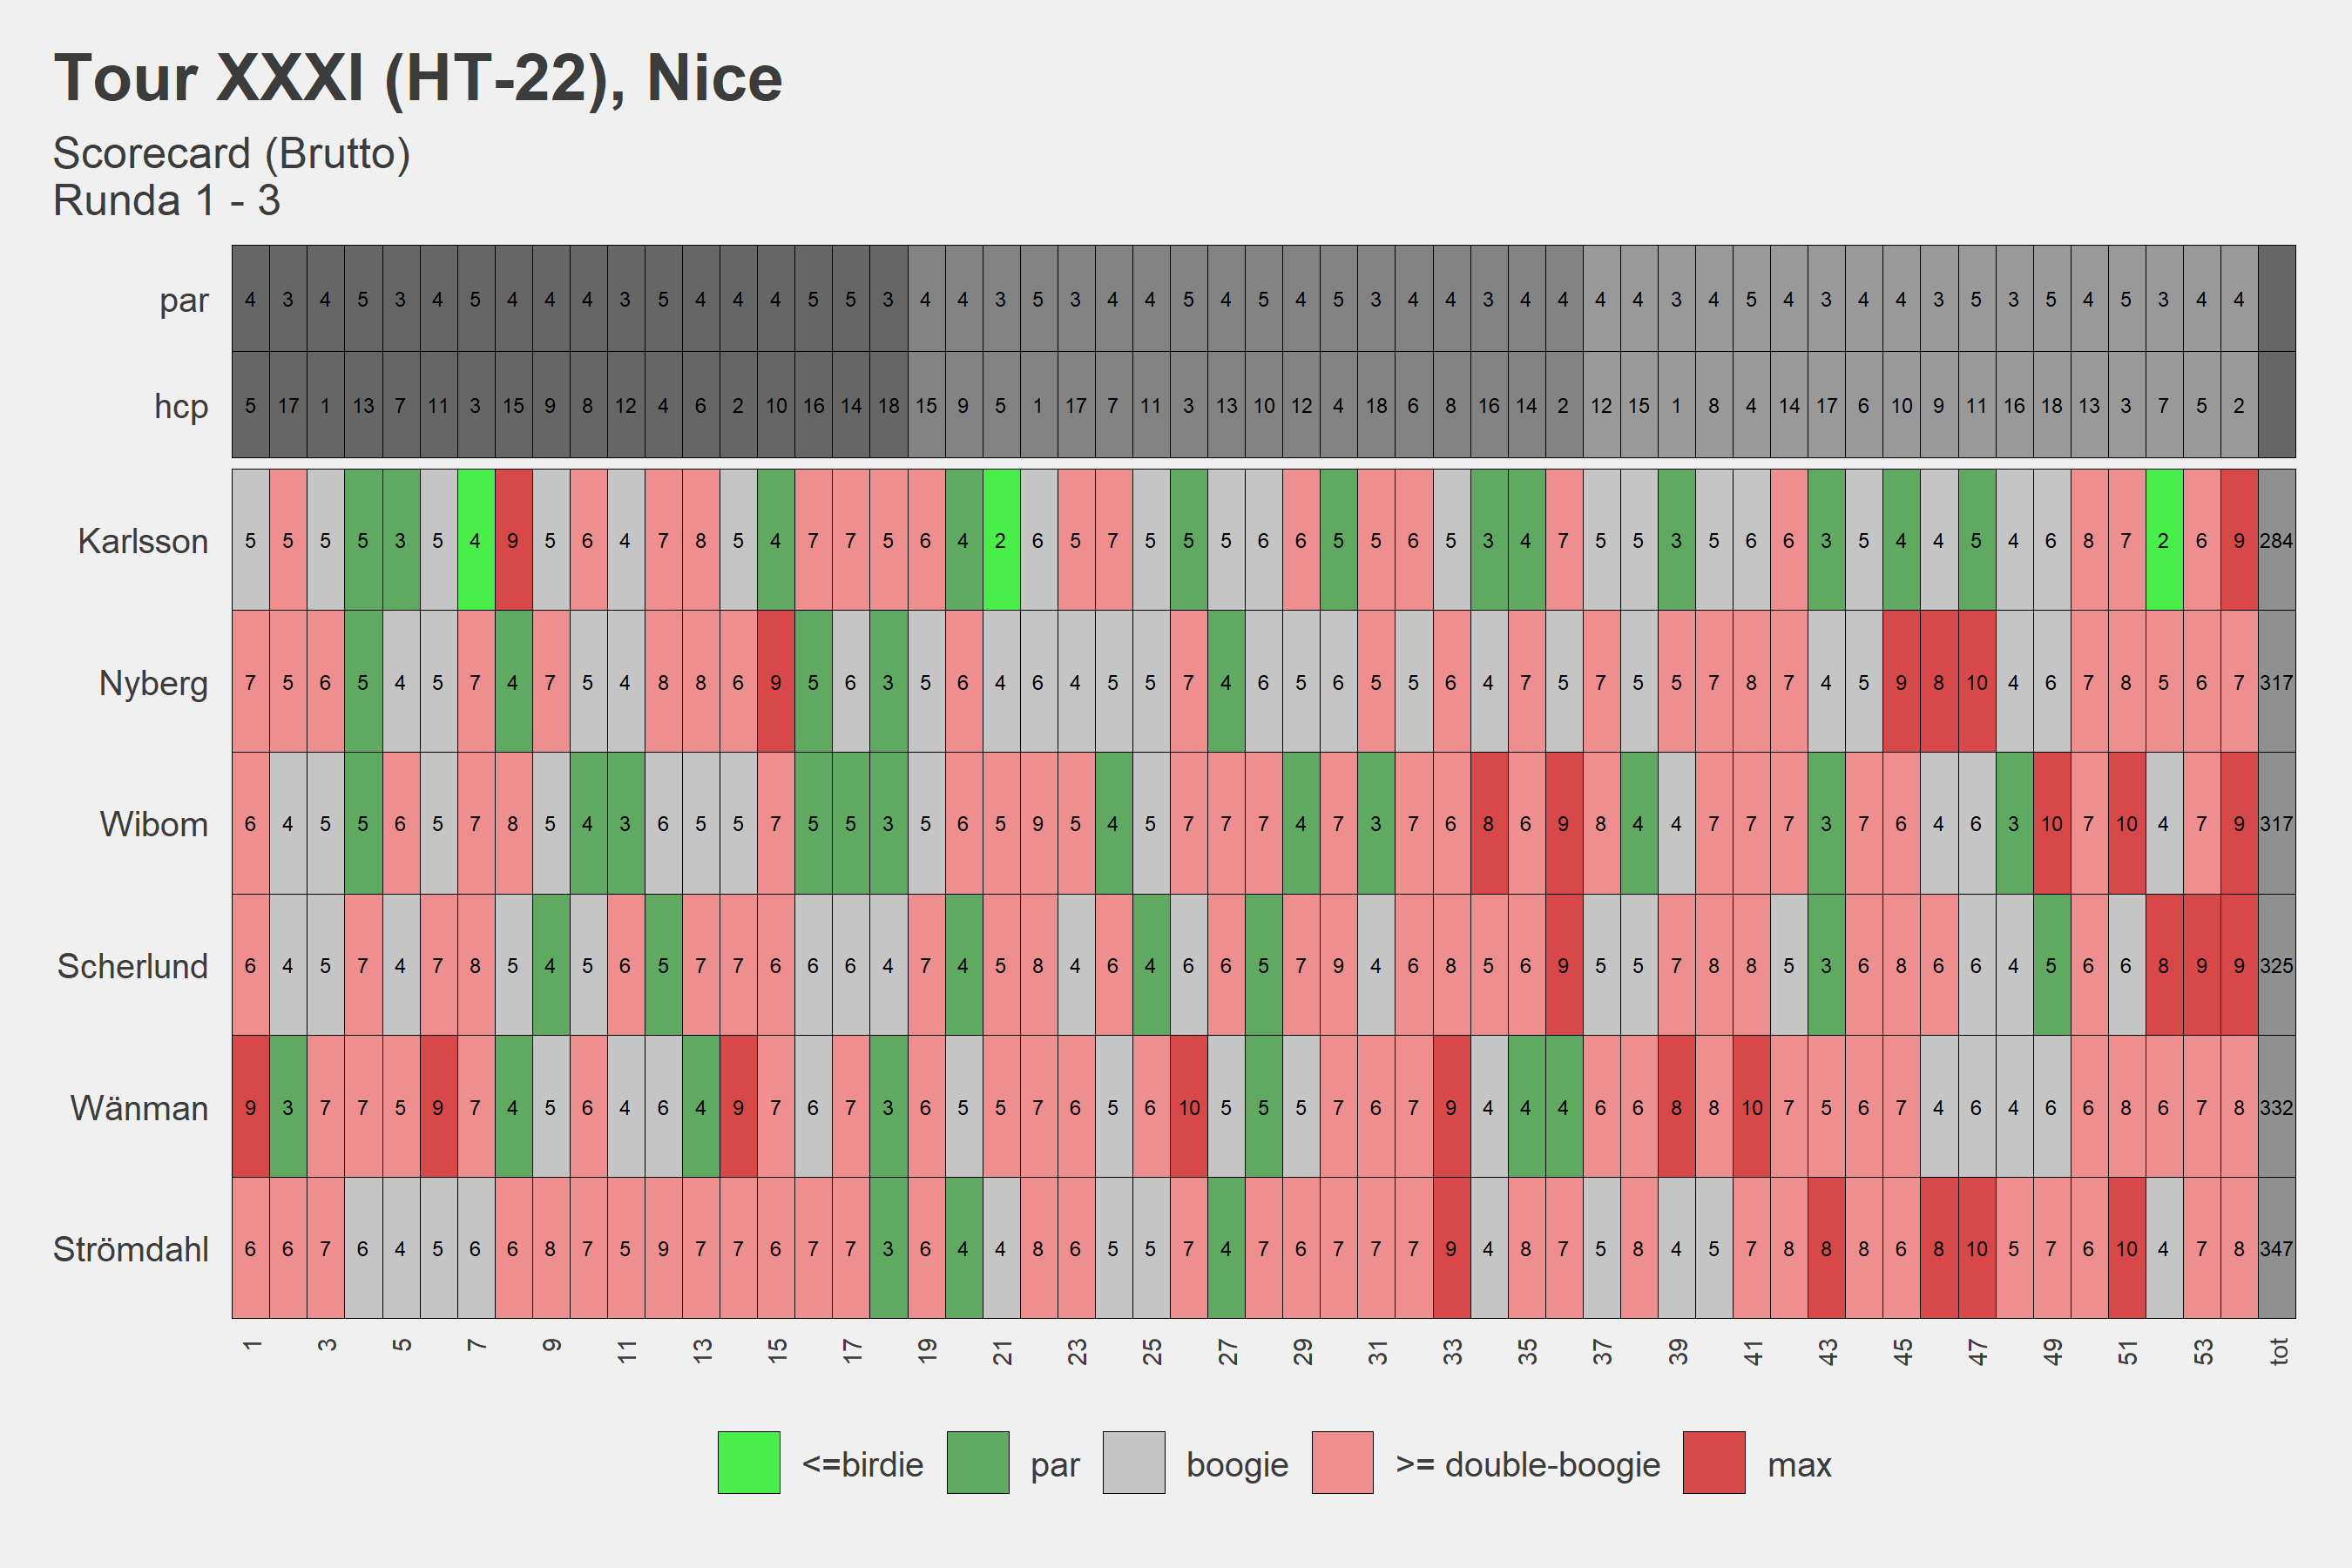 Tour XXXI (HT-22), Nice
Scorecard (Brutto)
Runda 1 - 3
par 4 3 4 5 3 4 5 4 4 4 3 5 4 4 4 5 5 3 4 4 3 5 3 4 4 5 4 5 4 5 3 4 4 3 4 4 4 4 3 4 5 4 3 4 4 3 5 3 5 4 5 3 4 4
hcp 5 17 1 13 7 11 3 15 9 8 12 4 6 2 10 16 14 18 15 9 5 1 17 7 11 3 13 10 12 4 18 6 8 16 14 2 12 15 1 8 4 14 17 6 10 9 11 16 18 13 3 7 5 2
Karlsson 5 5 5 5 3 5 4 9 5 6 4 7 8 5 4 7 7 5 6 4 2 6 5 7 5 5 5 6 6 5 5 6 5 3 4 7 5 5 3 5 6 6 3 5 4 4 5 4 6 8 7 2 6 9 284
Nyberg 7 5 6 5 4 5 7 4 7 5 4 8 8 6 9 5 6 3 5 6 4 6 4 5 5 7 4 6 5 6 5 5 6 4 7 5 7 5 5 7 8 7 4 5 9 8 10 4 6 7 8 5 6 7 317
Wibom 6 4 5 5 6 5 7 8 5 4 3 6 5 5 7 5 5 3 5 6 5 9 5 4 5 7 7 7 4 7 3 7 6 8 6 9 8 4 4 7 7 7 3 7 6 4 6 3 10 7 10 4 7 9 317
Scherlund 6 4 5 7 4 7 8 5 4 5 6 5 7 7 6 6 6 4 7 4 5 8 4 6 4 6 6 5 7 9 4 6 8 5 6 9 5 5 7 8 8 5 3 6 8 6 6 4 5 6 6 8 9 9 325
Wänman 9 3 7 7 5 9 7 4 5 6 4 6 4 9 7 6 7 3 6 5 5 7 6 5 6 10 5 5 5 7 6 7 9 4 4 4 6 6 8 8 10 7 5 6 7 4 6 4 6 6 8 6 7 8 332
Strömdahl 6 6 7 6 4 5 6 6 8 7 5 9 7 7 6 7 7 3 6 4 4 8 6 5 5 7 4 7 6 7 7 7 9 4 8 7 5 8 4 5 7 8 8 8 6 8 10 5 7 6 10 4 7 8 347
1 3 5 7 9 11 13 15 17 19 21 23 25 27 29 31 33 35 37 39 41 43 45 47 49 51 53 tot
<=birdie par boogie >= double-boogie max